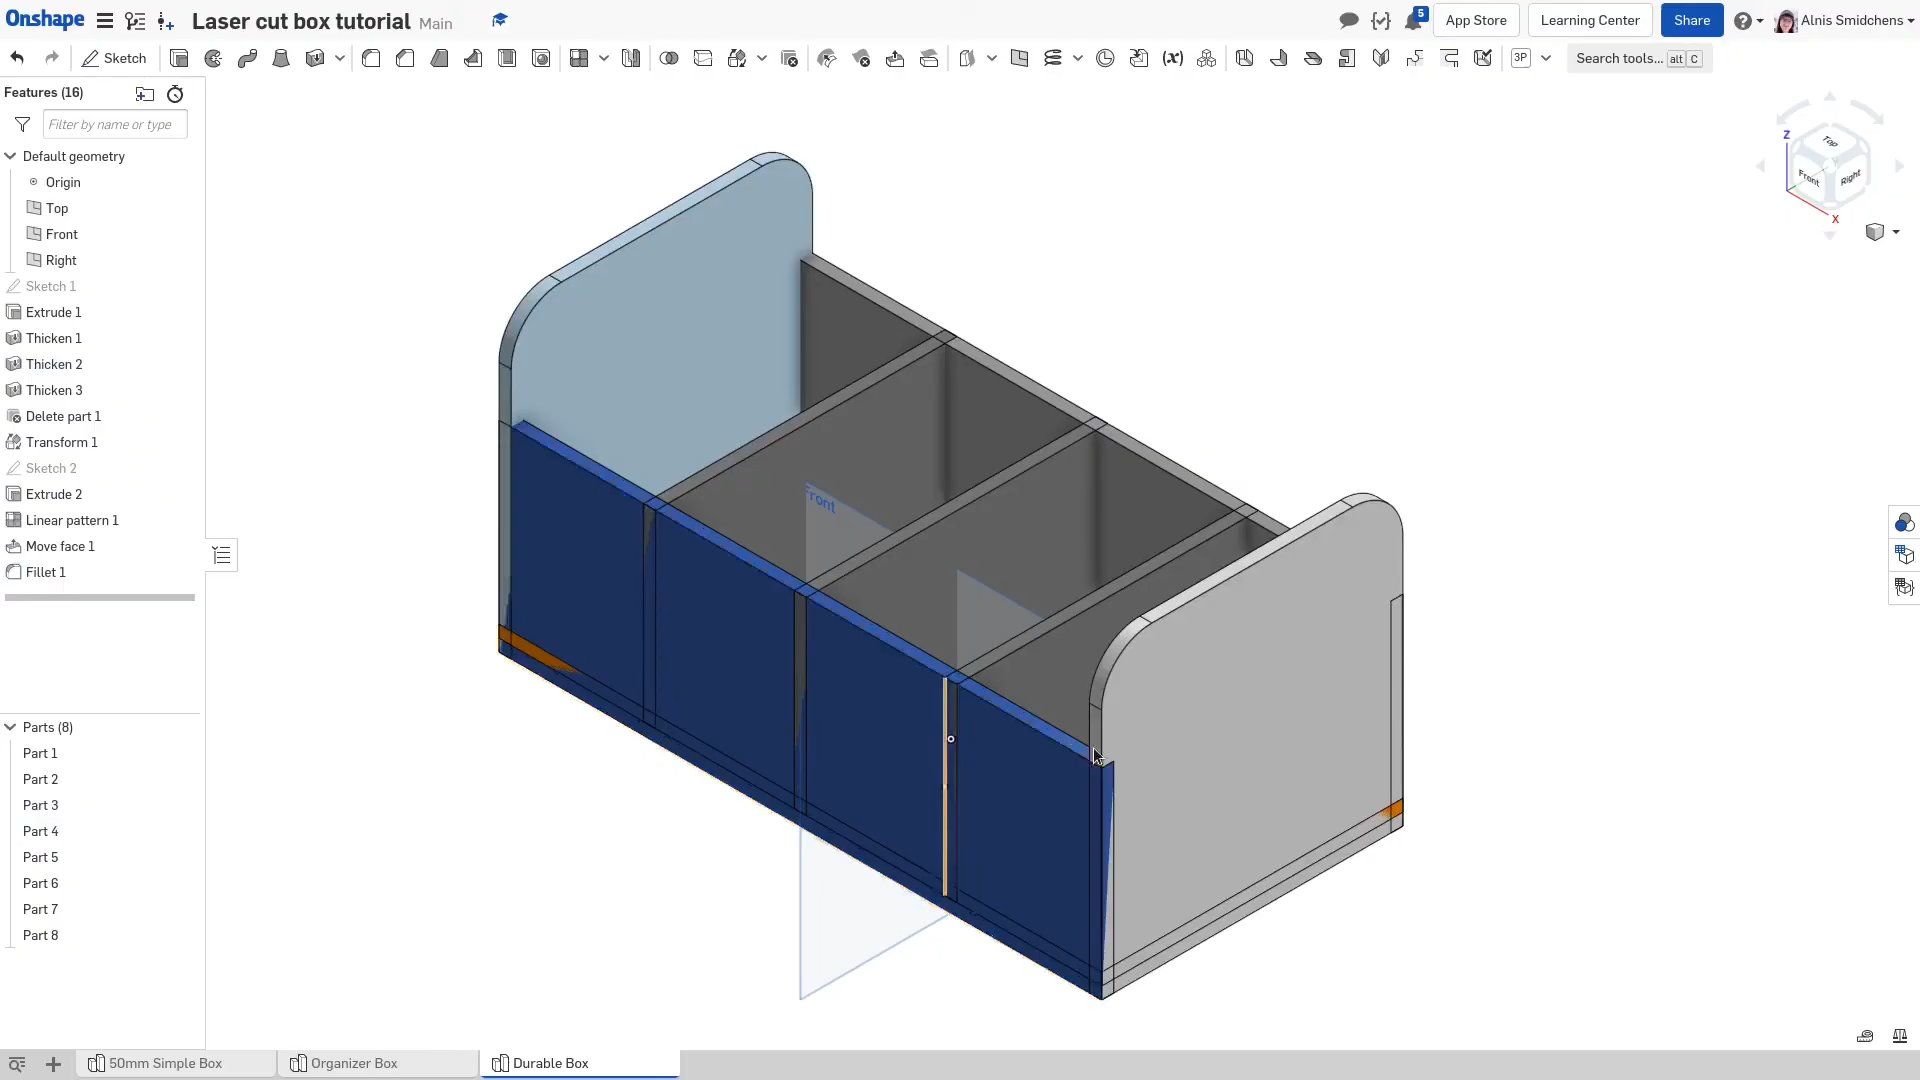 Onshape
Laser cut box tutorial Main
5
App Store
Learning Center
Share
Alnis Smidchens
Sketch
3P
Search tools... alt C
Features (16)
Filter by name or type
Default geometry
Origin
Top
Front
Right
Sketch 1
Extrude 1
Thicken 1
Thicken 2
Thicken 3
Delete part 1
Transform 1
Sketch 2
Extrude 2
Linear pattern 1
Move face 1
Fillet 1
Parts (8)
Part 1
Part 2
Part 3
Part 4
Part 5
Part 6
Part 7
Part 8
Front
Z
Top
Front
Right
X
50mm Simple Box
Organizer Box
Durable Box